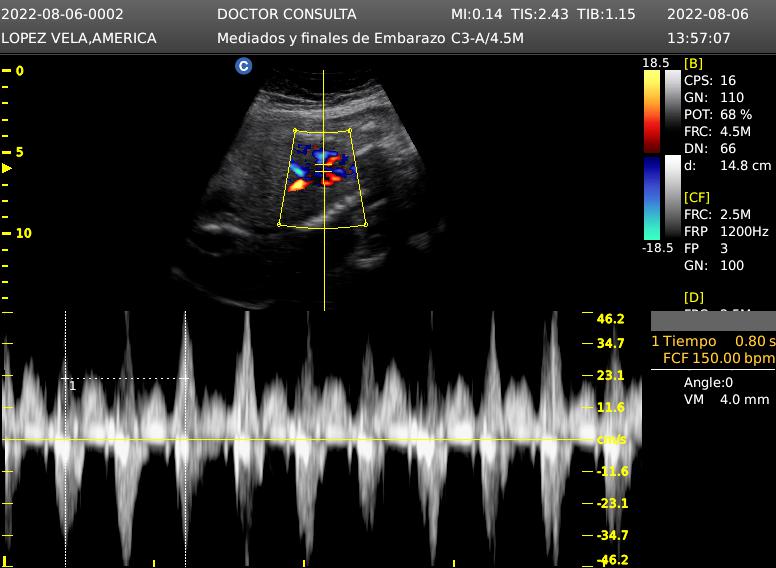 2022-08-06-0002 DOCTOR CONSULTA MI:0.14 TIS:2.43 TIB:1.15 2022-08-06
LOPEZ VELA,AMERICA Mediados y finales de Embarazo C3-A/4.5M 13:57:07
C
0
5
10
18.5
-18.5
[B]
CPS: 16
GN: 110
POT: 68 %
FRC: 4.5M
DN: 66
d: 14.8 cm
[CF]
FRC: 2.5M
FRP 1200Hz
FP 3
GN: 100
[D]
1 Tiempo 0.80 s
FCF 150.00 bpm
Angle:0
VM 4.0 mm
1
46.2
34.7
23.1
11.6
cm/s
-11.6
-23.1
-34.7
-46.2